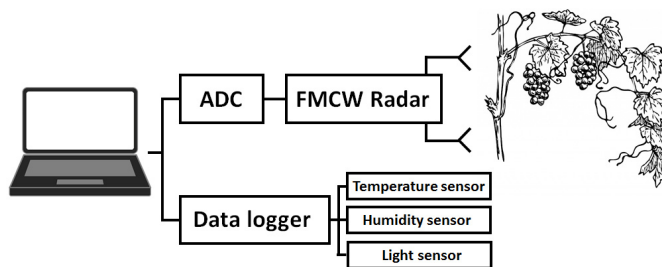 ADC
FMCW Radar
Data logger
Temperature sensor
Humidity sensor
Light sensor